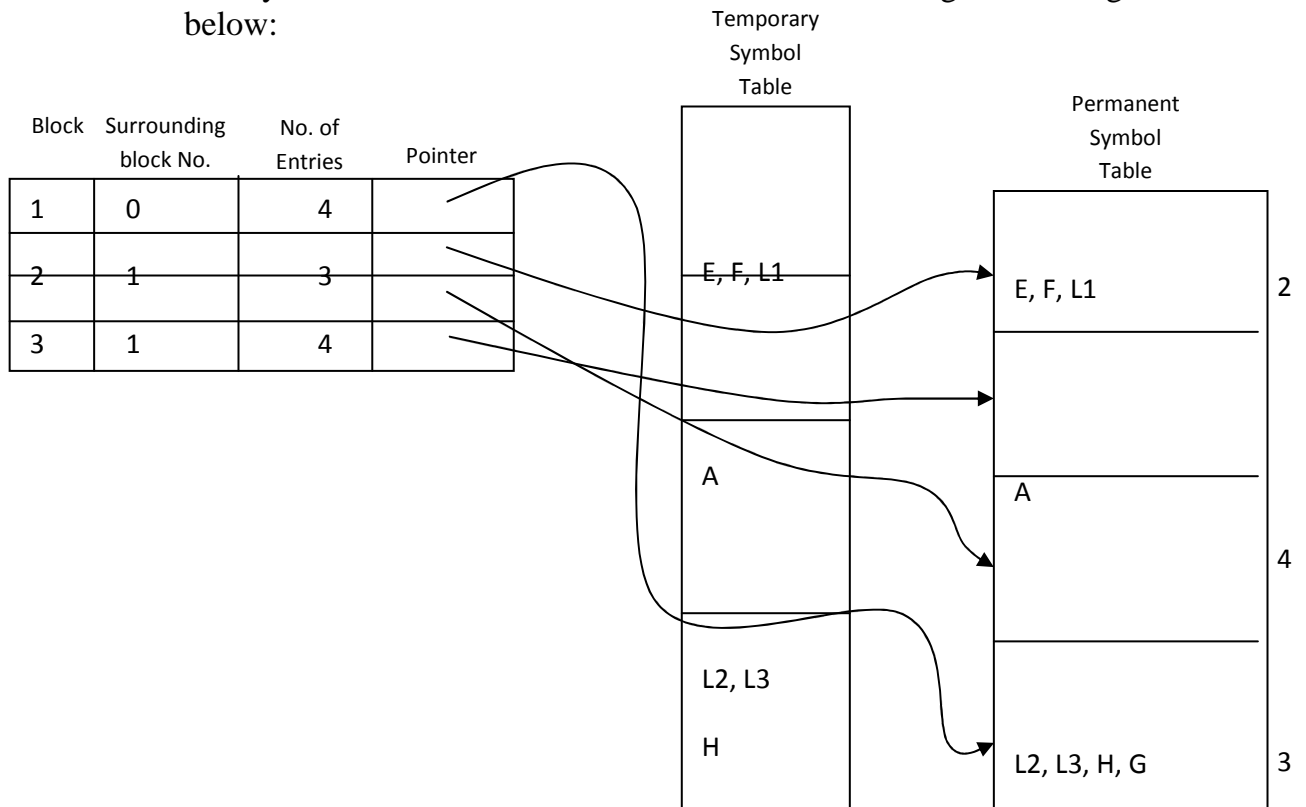 below:
Temporary
Symbol
Table
Permanent
Symbol
Table
Block Surrounding block No. No. of Entries Pointer
1 0 4
2 1 3
3 1 4
E, F, L1
A
L2, L3
H
E, F, L1 2
A
4
L2, L3, H, G 3